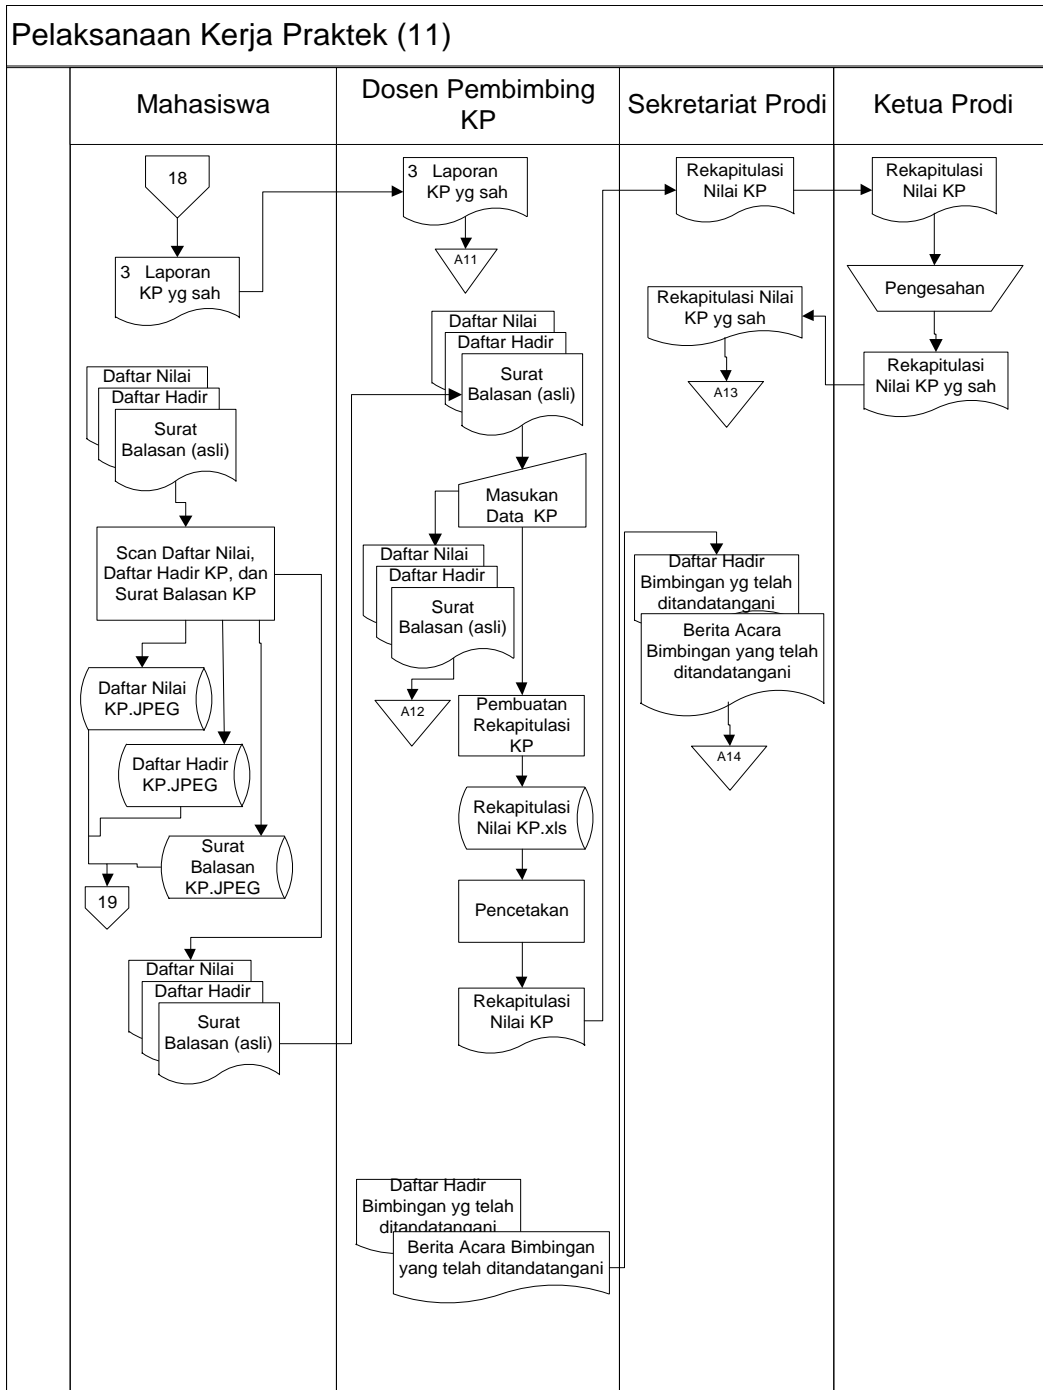 Pelaksanaan Kerja Praktek (11)
Mahasiswa
Dosen Pembimbing
KP
Sekretariat Prodi
Ketua Prodi
18
3 Laporan
KP yg sah
Daftar Nilai
Daftar Hadir
Surat
Balasan (asli)
Scan Daftar Nilai,
Daftar Hadir KP, dan
Surat Balasan KP
Daftar Nilai
KP.JPEG
Daftar Hadir
KP.JPEG
Surat
Balasan
KP.JPEG
19
Daftar Nilai
Daftar Hadir
Surat
Balasan (asli)
3 Laporan
KP yg sah
A11
Daftar Nilai
Daftar Hadir
Surat
Balasan (asli)
Masukan
Data KP
Daftar Nilai
Daftar Hadir
Surat
Balasan (asli)
A12
Pembuatan
Rekapitulasi
KP
Rekapitulasi
Nilai KP.xls
Pencetakan
Rekapitulasi
Nilai KP
Daftar Hadir
Bimbingan yg telah
ditandatangani
Berita Acara Bimbingan
yang telah ditandatangani
Rekapitulasi
Nilai KP
Rekapitulasi Nilai
KP yg sah
A13
Daftar Hadir
Bimbingan yg telah
ditandatangani
Berita Acara
Bimbingan yang telah
ditandatangani
A14
Rekapitulasi
Nilai KP
Pengesahan
Rekapitulasi
Nilai KP yg sah